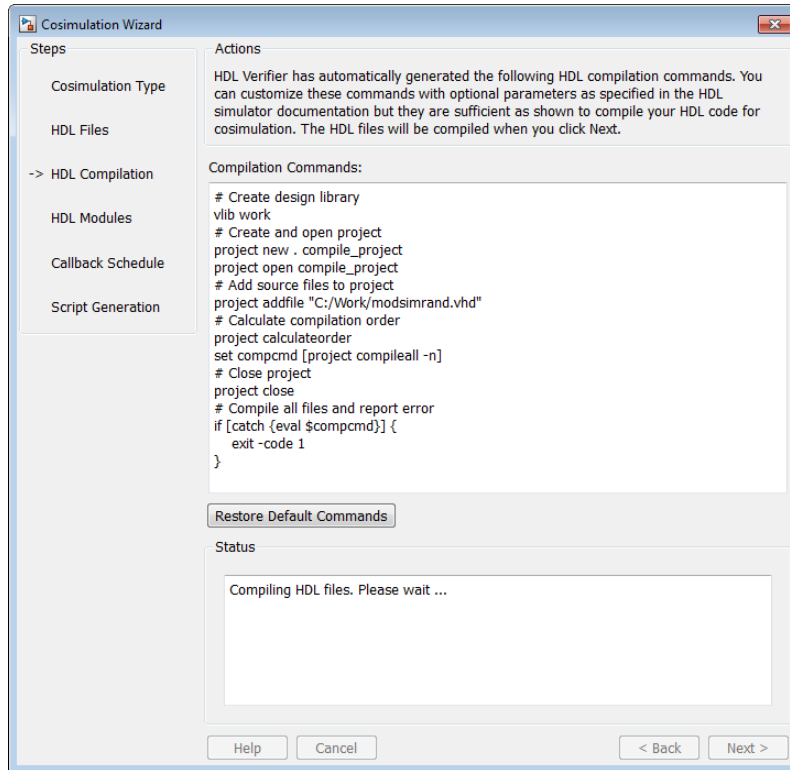 Cosimulation Wizard
Steps
Cosimulation Type
HDL Files
-> HDL Compilation
HDL Modules
Callback Schedule
Script Generation
Actions
HDL Verifier has automatically generated the following HDL compilation commands. You
can customize these commands with optional parameters as specified in the HDL
simulator documentation but they are sufficient as shown to compile your HDL code for
cosimulation. The HDL files will be compiled when you click Next.
Compilation Commands:
# Create design library
vlib work
# Create and open project
project new . compile_project
project open compile_project
# Add source files to project
project addfile "C:/Work/modsimrand.vhd"
# Calculate compilation order
project calculateorder
set compcmd [project compileall -n]
# Close project
project close
# Compile all files and report error
if [catch {eval $compcmd}] {
    exit -code 1
}
Restore Default Commands
Status
Compiling HDL files. Please wait ...
Help
Cancel
< Back
Next >